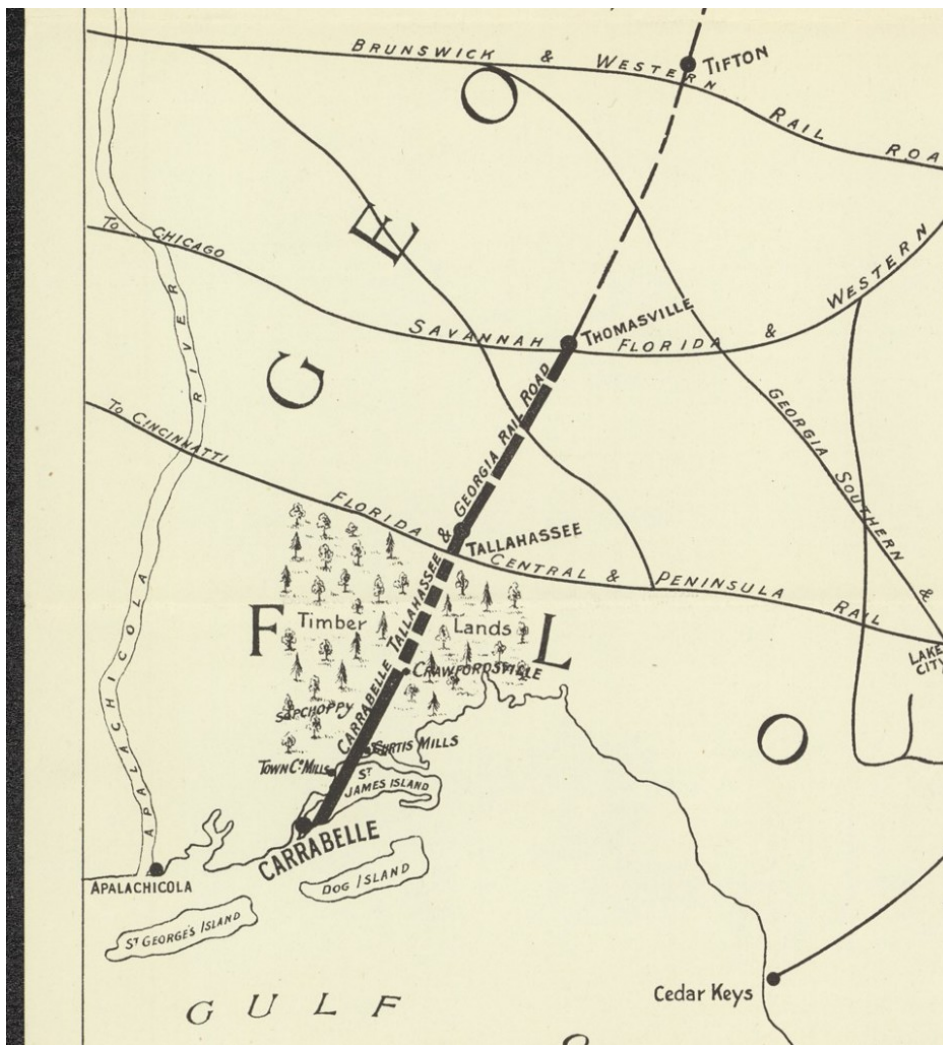 BRUNSWICK & WESTERN RAIL ROA
TIFTON
O
E
G
To CHICAGO
SAVANNAH FLORIDA & WESTERN
THOMASVILLE
To CINCINNATTI
RIVER
APALACHICOLA
GEORGIA SOUTHERN &
FLORIDA CENTRAL & PENINSULA RAIL
CARRABELLE TALLAHASSEE & GEORGIA RAIL ROAD
TALLAHASSEE
LAKE
CITY
F
Timber Lands
L
O
CRAWFORDSVILLE
SOPCHOPPY
CURTIS MILLS
TOWN Co MILLS
ST
JAMES ISLAND
CARRABELLE
DOG ISLAND
APALACHICOLA
ST GEORGE'S ISLAND
Cedar Keys
GULF